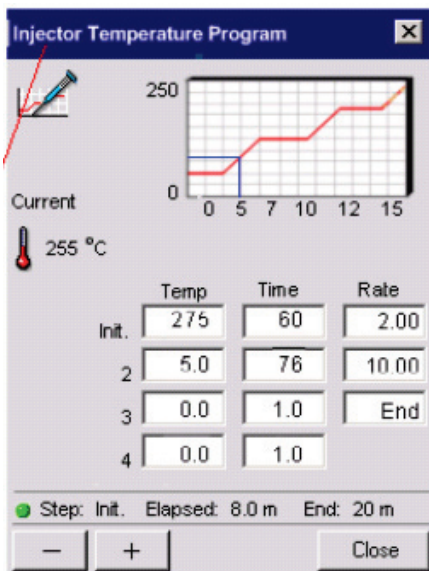 Injector Temperature Program
250
0
0 5 7 10 12 15
Current
255 °C
Temp Time Rate
Init. 275 60 2.00
2 5.0 76 10.00
3 0.0 1.0 End
4 0.0 1.0
Step: Init. Elapsed: 8.0 m End: 20 m
− + Close